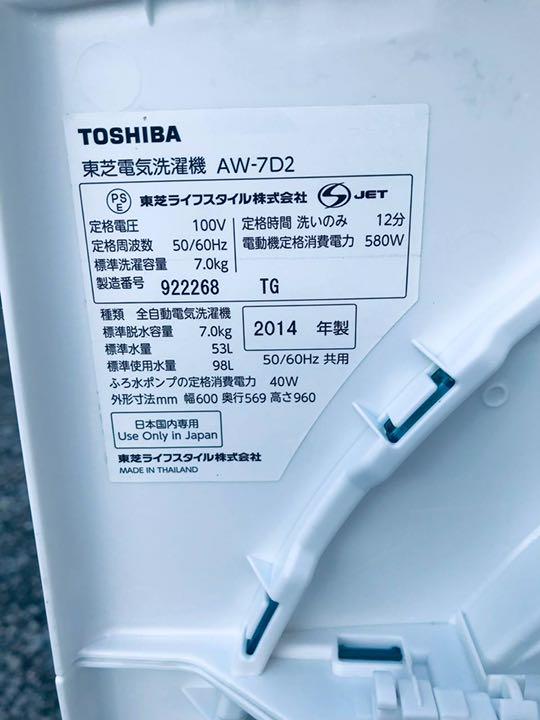 TOSHIBA
東芝電気洗濯機 AW-7D2
PS E 東芝ライフスタイル株式会社 S JET
定格電圧 100V 定格時間 洗いのみ 12分
定格周波数 50/60Hz 電動機定格消費電力 580W
標準洗濯容量 7.0kg
製造番号 922268 TG
種類 全自動電気洗濯機
標準脱水容量 7.0kg 2014 年製
標準水量 53L
標準使用水量 98L 50/60Hz 共用
ふろ水ポンプの定格消費電力 40W
外形寸法mm 幅600 奥行569 高さ960
日本国内専用
Use Only in Japan
東芝ライフスタイル株式会社
MADE IN THAILAND